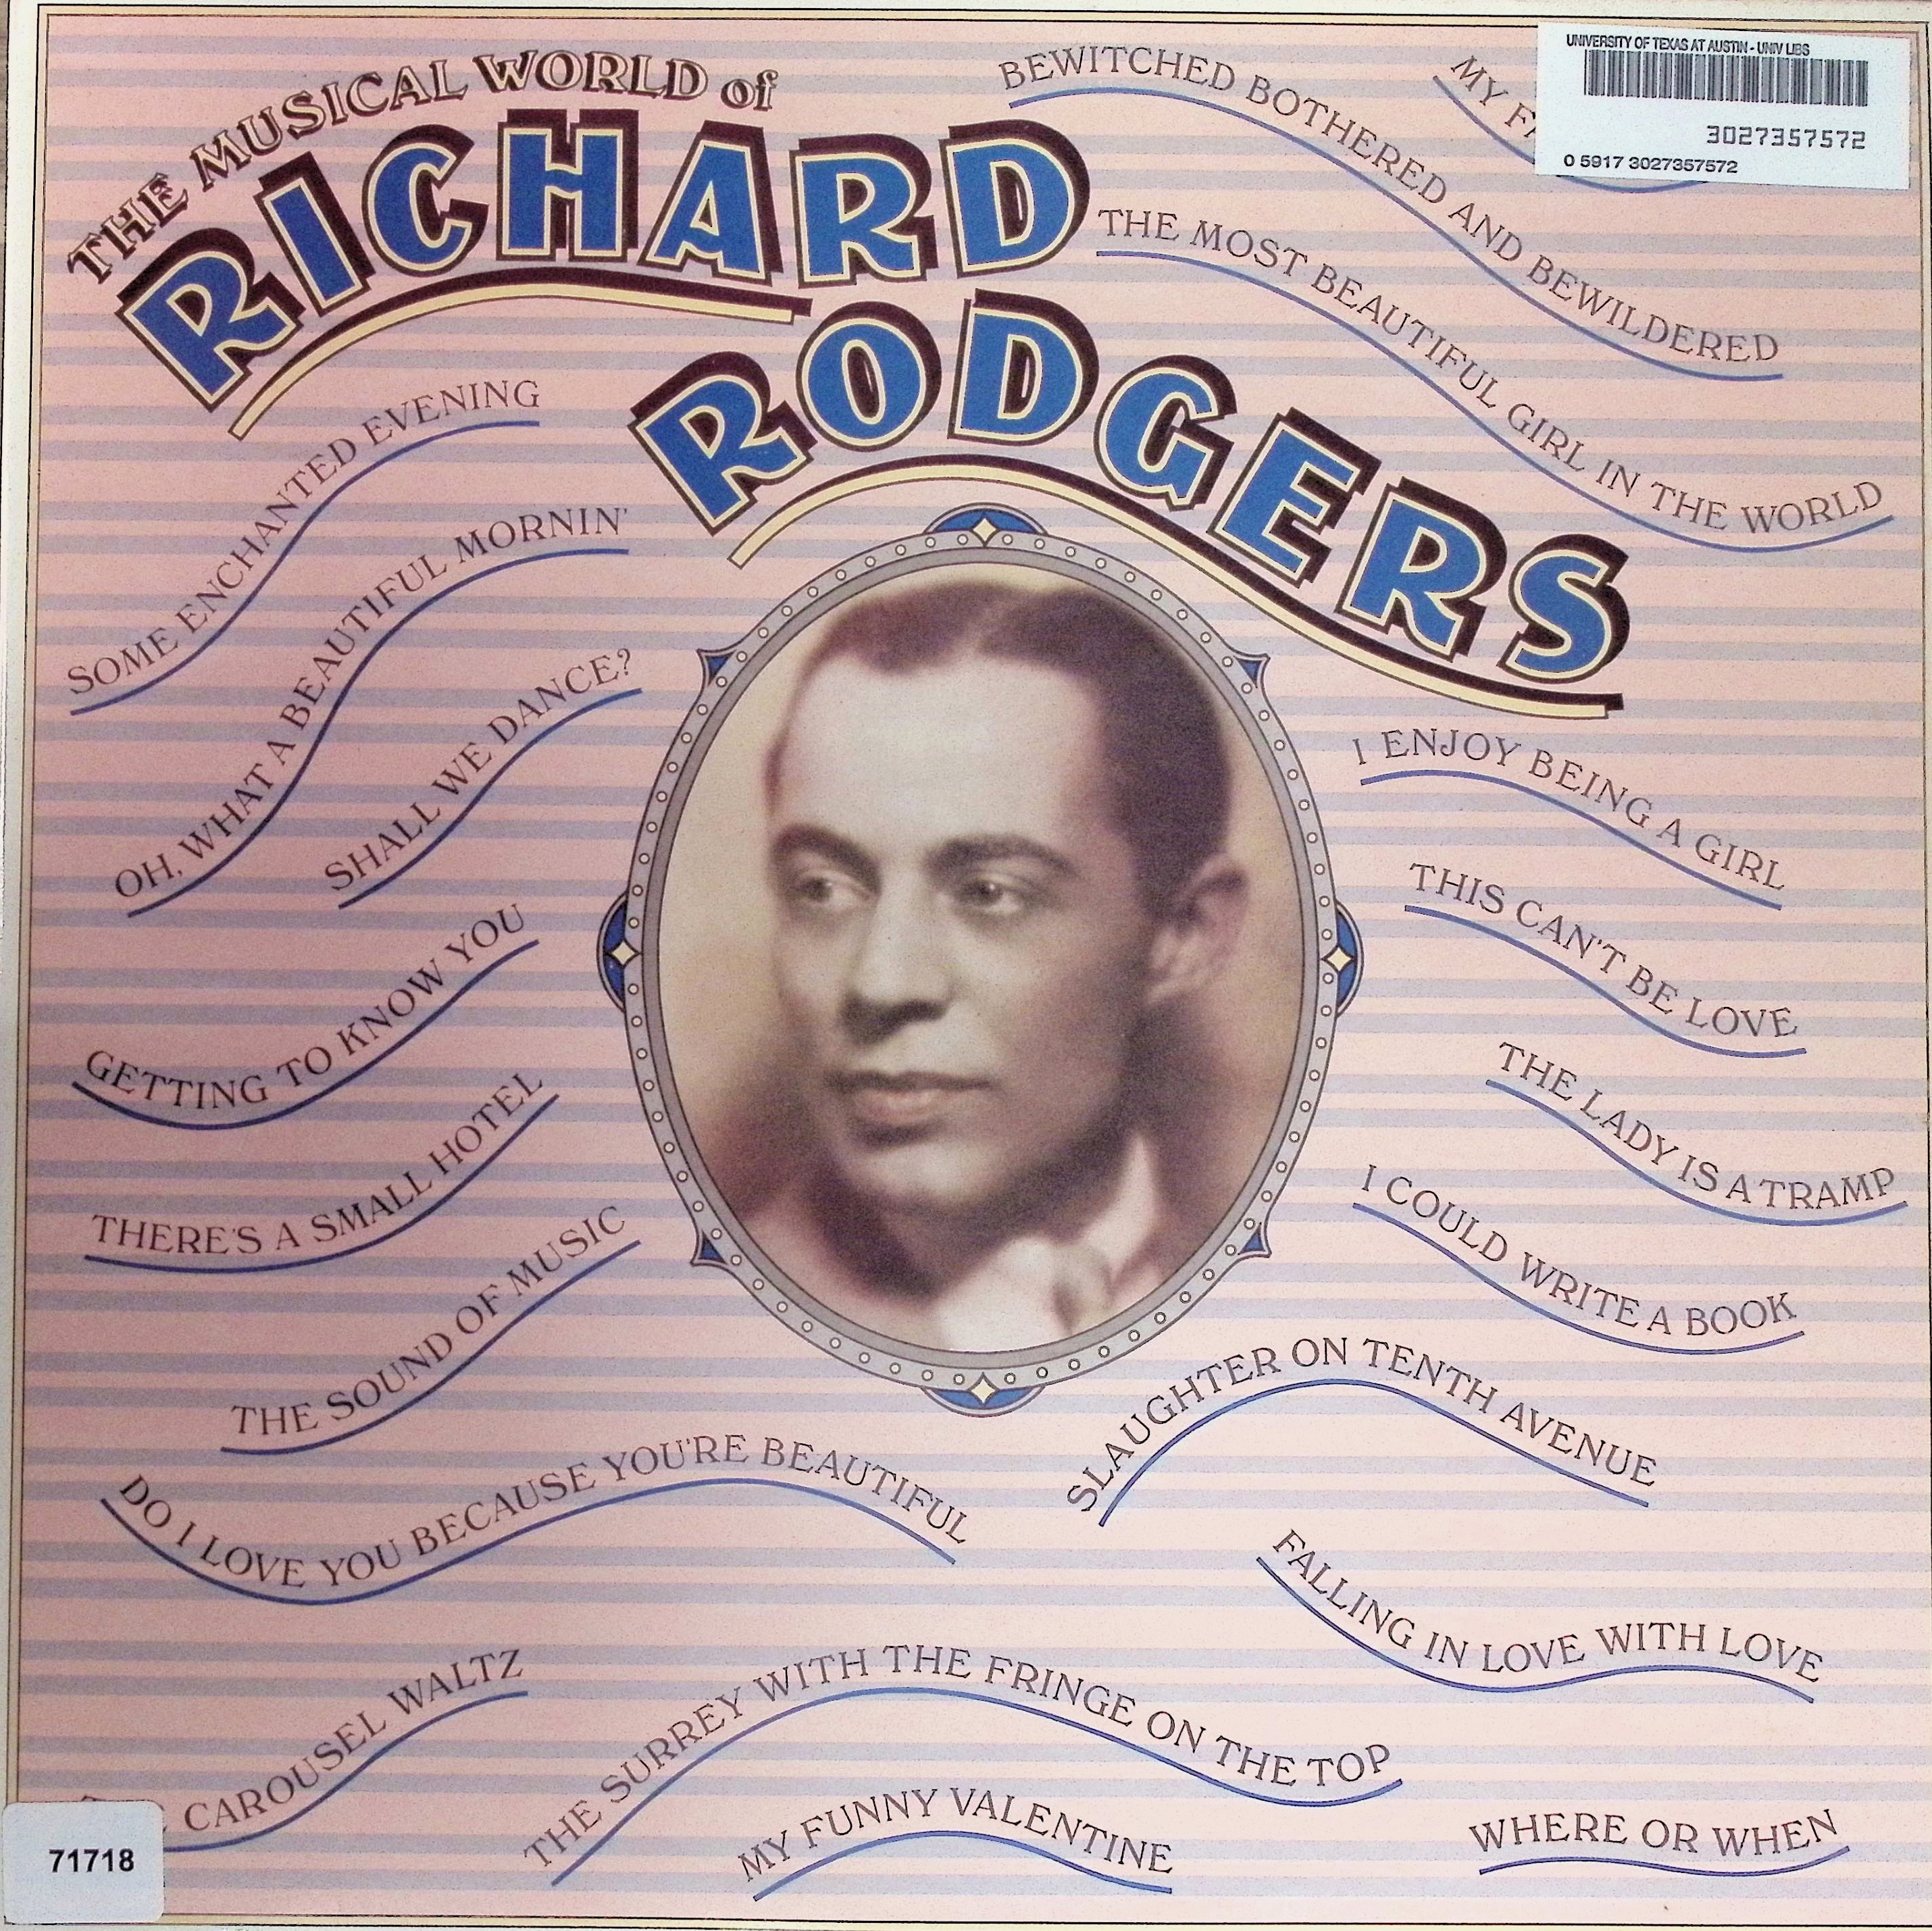 THE MUSICAL WORLD of
RICHARD
RODGERS
BEWITCHED BOTHERED AND BEWILDERED
MY
UNIVERSITY OF TEXAS AT AUSTIN - UNIV LIBS
3027357572
0 5917 3027357572
THE MOST BEAUTIFUL GIRL IN THE WORLD
SOME ENCHANTED EVENING
OH, WHAT A BEAUTIFUL MORNIN'
SHALL WE DANCE?
GETTING TO KNOW YOU
THERE'S A SMALL HOTEL
THE SOUND OF MUSIC
I ENJOY BEING A GIRL
THIS CAN'T BE LOVE
THE LADY IS A TRAMP
I COULD WRITE A BOOK
SLAUGHTER ON TENTH AVENUE
DO I LOVE YOU BECAUSE YOU'RE BEAUTIFUL
FALLING IN LOVE WITH LOVE
CAROUSEL WALTZ
THE SURREY WITH THE FRINGE ON THE TOP
MY FUNNY VALENTINE
WHERE OR WHEN
71718